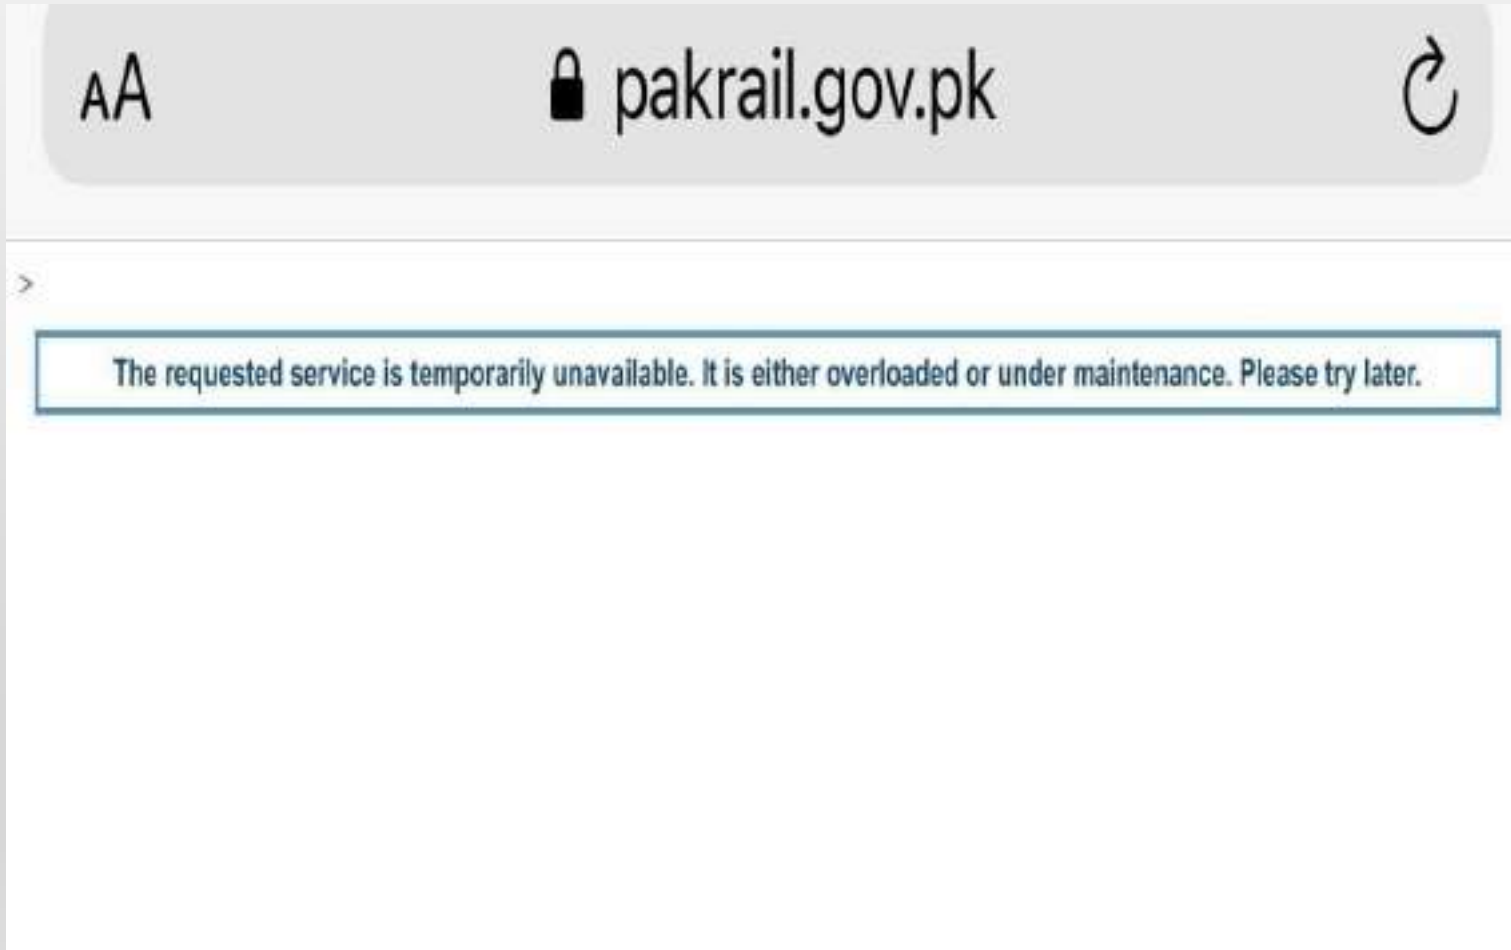 AA pakrail.gov.pk
>
The requested service is temporarily unavailable. It is either overloaded or under maintenance. Please try later.